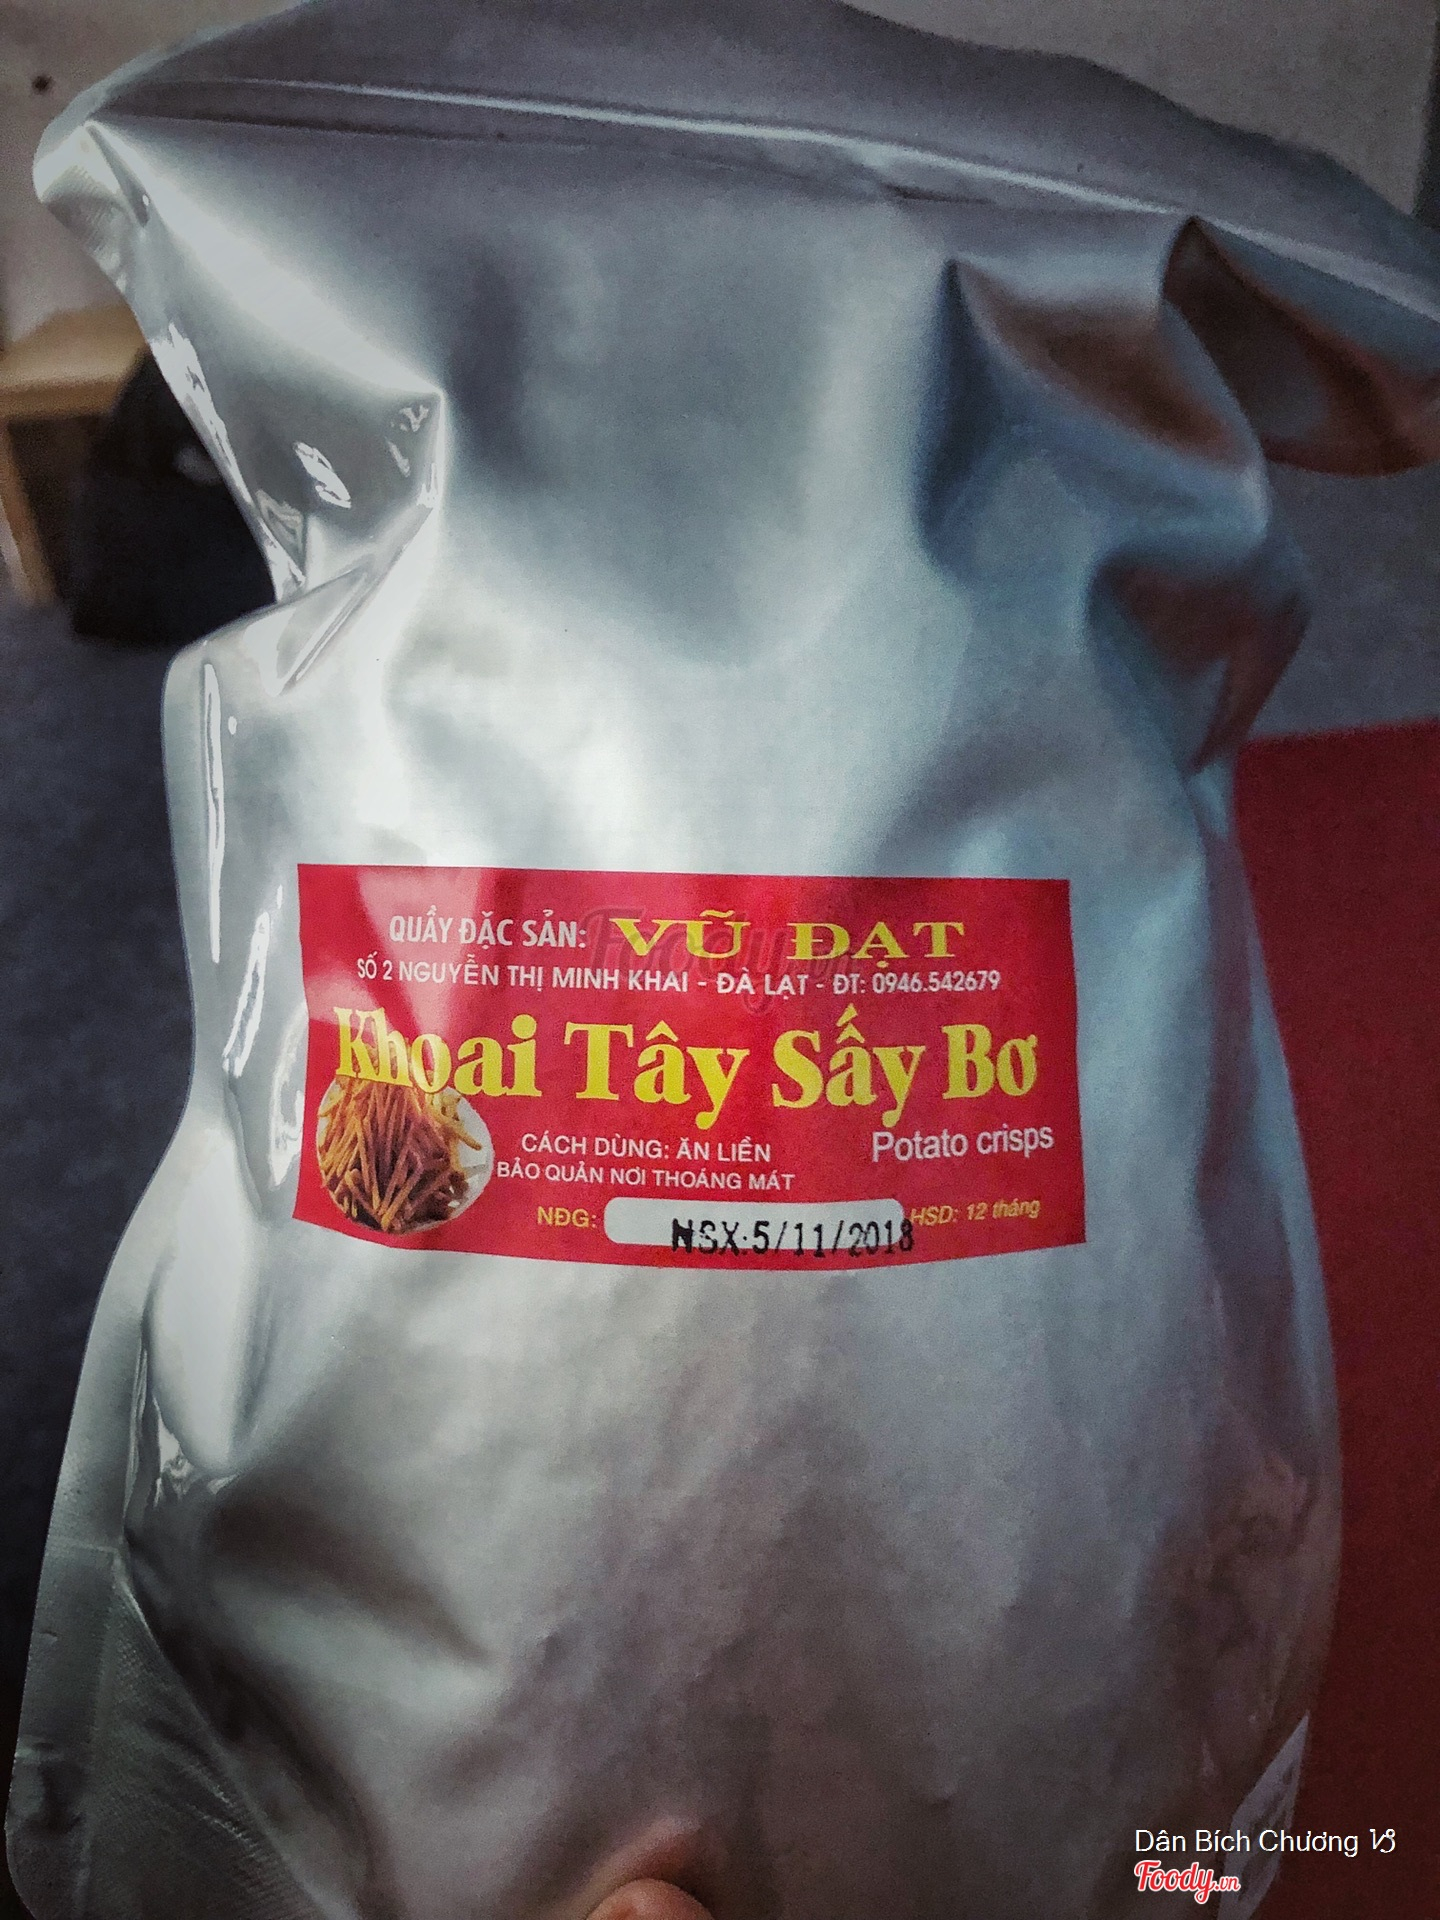 QUẦY ĐẶC SẢN: VŨ ĐẠT
SỐ 2 NGUYỄN THỊ MINH KHAI - ĐÀ LẠT - ĐT: 0946.542679
Khoai Tây Sấy Bơ
Potato crisps
CÁCH DÙNG: ĂN LIỀN
BẢO QUẢN NƠI THOÁNG MÁT
NĐG:
HSD: 12 tháng
NSX:5/11/2018
Foody.vn
Dân Bích Chương
Foody.vn